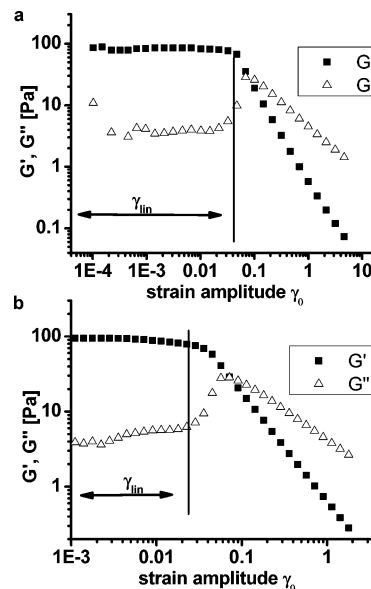 a
100
10
1
0.1
G', G'' [Pa]
G
G
γlin
1E-4 1E-3 0.01 0.1 1 10
strain amplitude γ0
b
100
10
1
G', G'' [Pa]
G'
G''
γlin
1E-3 0.01 0.1 1
strain amplitude γ0